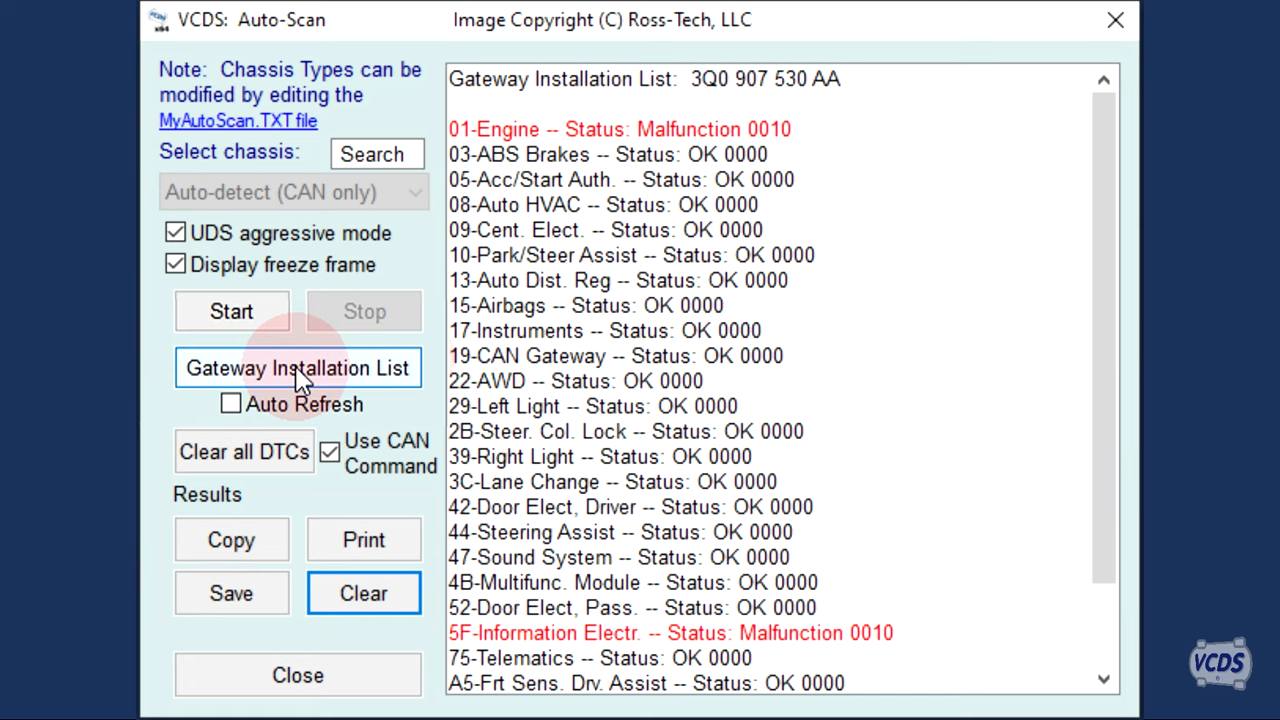 VCDS: Auto-Scan
Image Copyright (C) Ross-Tech, LLC
x64
Note: Chassis Types can be
modified by editing the
MyAutoScan.TXT file
Select chassis:
Search
Auto-detect (CAN only)
UDS aggressive mode
Display freeze frame
Start
Stop
Gateway Installation List
Auto Refresh
Clear all DTCs
Use CAN
Command
Results
Copy
Print
Save
Clear
Close
Gateway Installation List: 3Q0 907 530 AA
01-Engine -- Status: Malfunction 0010
03-ABS Brakes -- Status: OK 0000
05-Acc/Start Auth. -- Status: OK 0000
08-Auto HVAC -- Status: OK 0000
09-Cent. Elect. -- Status: OK 0000
10-Park/Steer Assist -- Status: OK 0000
13-Auto Dist. Reg -- Status: OK 0000
15-Airbags -- Status: OK 0000
17-Instruments -- Status: OK 0000
19-CAN Gateway -- Status: OK 0000
22-AWD -- Status: OK 0000
29-Left Light -- Status: OK 0000
2B-Steer. Col. Lock -- Status: OK 0000
39-Right Light -- Status: OK 0000
3C-Lane Change -- Status: OK 0000
42-Door Elect, Driver -- Status: OK 0000
44-Steering Assist -- Status: OK 0000
47-Sound System -- Status: OK 0000
4B-Multifunc. Module -- Status: OK 0000
52-Door Elect, Pass. -- Status: OK 0000
5F-Information Electr. -- Status: Malfunction 0010
75-Telematics -- Status: OK 0000
A5-Frt Sens. Drv. Assist -- Status: OK 0000
VCDS